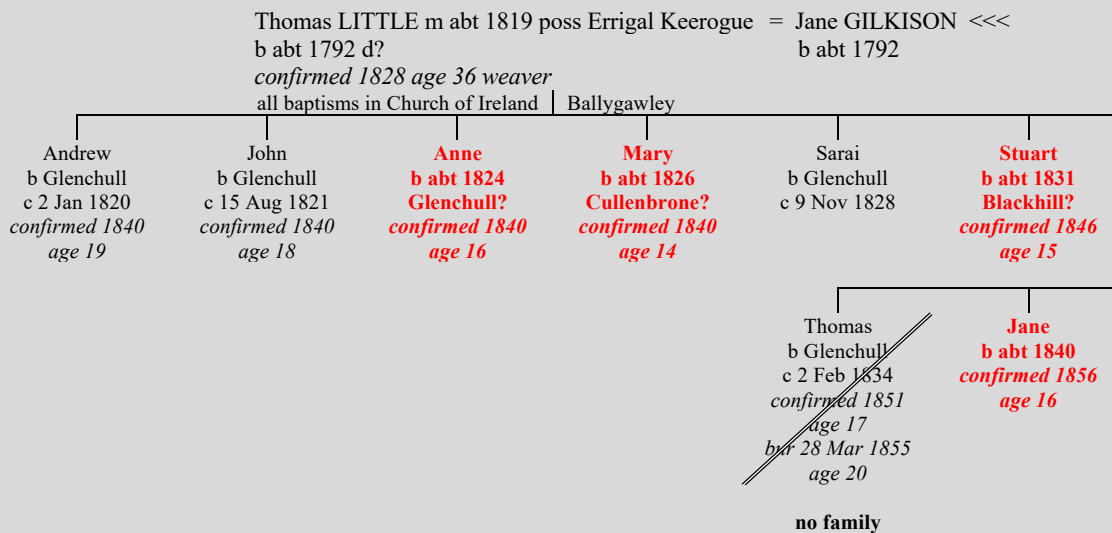 Thomas LITTLE m abt 1819 poss Errigal Keerogue = Jane GILKISON <<<
b abt 1792 d? b abt 1792
confirmed 1828 age 36 weaver
all baptisms in Church of Ireland Ballygawley
Andrew
b Glenchull
c 2 Jan 1820
confirmed 1840
age 19
John
b Glenchull
c 15 Aug 1821
confirmed 1840
age 18
Anne
b abt 1824
Glenchull?
confirmed 1840
age 16
Mary
b abt 1826
Cullenbrone?
confirmed 1840
age 14
Sarai
b Glenchull
c 9 Nov 1828
Stuart
b abt 1831
Blackhill?
confirmed 1846
age 15
Thomas
b Glenchull
c 2 Feb 1834
confirmed 1851
age 17
bur 28 Mar 1855
age 20
no family
Jane
b abt 1840
confirmed 1856
age 16